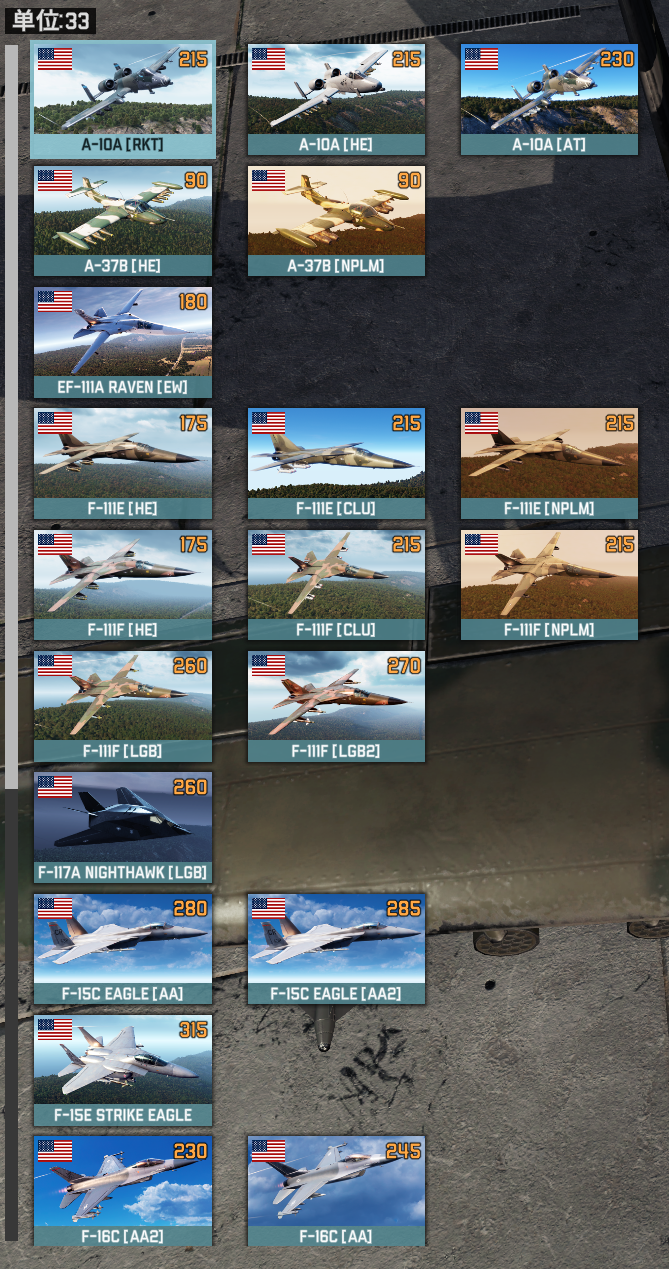 单位:33
215
215
230
A-10A [RKT]
A-10A [HE]
A-10A [AT]
90
90
A-37B [HE]
A-37B [NPLM]
180
EF-111A RAVEN [EW]
175
215
215
F-111E [HE]
F-111E [CLU]
F-111E [NPLM]
175
215
215
F-111F [HE]
F-111F [CLU]
F-111F [NPLM]
260
270
F-111F [LGB]
F-111F [LGB2]
260
F-117A NIGHTHAWK [LGB]
280
285
F-15C EAGLE [AA]
F-15C EAGLE [AA2]
315
F-15E STRIKE EAGLE
230
245
F-16C [AA2]
F-16C [AA]